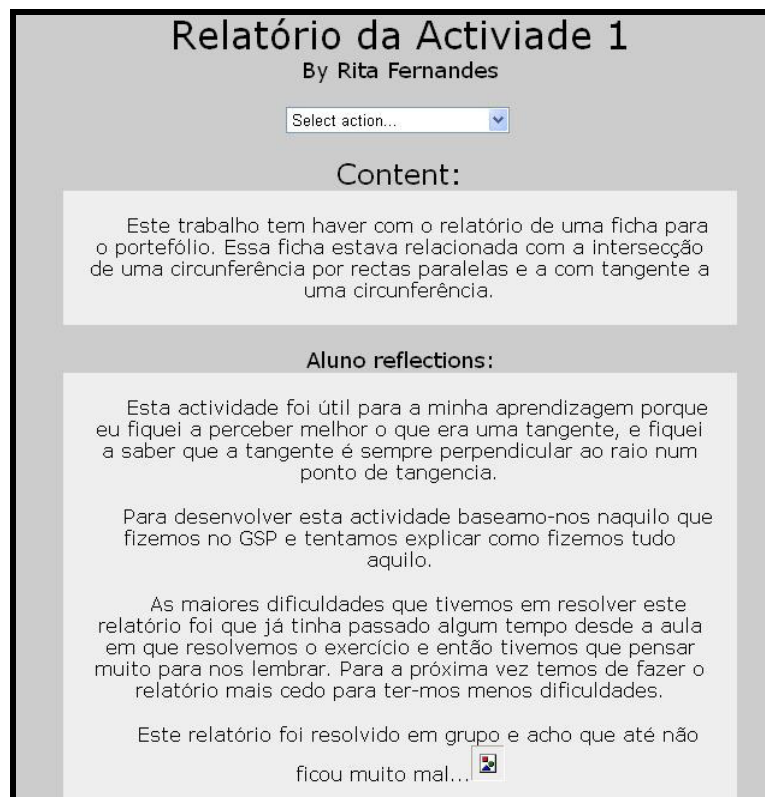 Relatório da Activiade 1
By Rita Fernandes
Select action...
Content:
Este trabalho tem haver com o relatório de uma ficha para
o portefólio. Essa ficha estava relacionada com a intersecção
de uma circunferência por rectas paralelas e a com tangente a
uma circunferência.
Aluno reflections:
Esta actividade foi útil para a minha aprendizagem porque
eu fiquei a perceber melhor o que era uma tangente, e fiquei
a saber que a tangente é sempre perpendicular ao raio num
ponto de tangencia.
Para desenvolver esta actividade baseamo-nos naquilo que
fizemos no GSP e tentamos explicar como fizemos tudo
aquilo.
As maiores dificuldades que tivemos em resolver este
relatório foi que já tinha passado algum tempo desde a aula
em que resolvemos o exercício e então tivemos que pensar
muito para nos lembrar. Para a próxima vez temos de fazer o
relatório mais cedo para ter-mos menos dificuldades.
Este relatório foi resolvido em grupo e acho que até não
ficou muito mal...